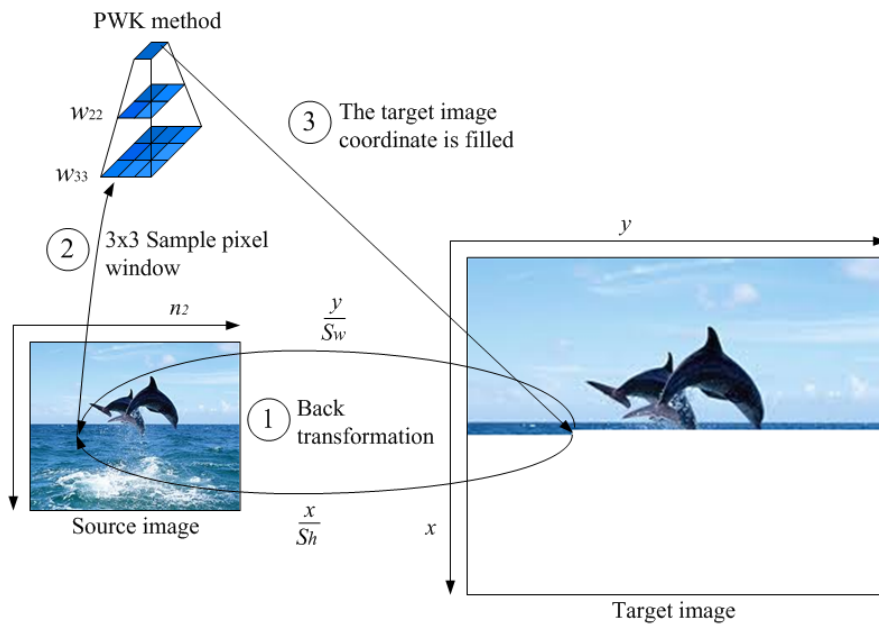 PWK method
w22
w33
3 The target image
coordinate is filled
2 3x3 Sample pixel
window
y
n2
y
Sw
1 Back
transformation
x
Sh
x
Source image
Target image